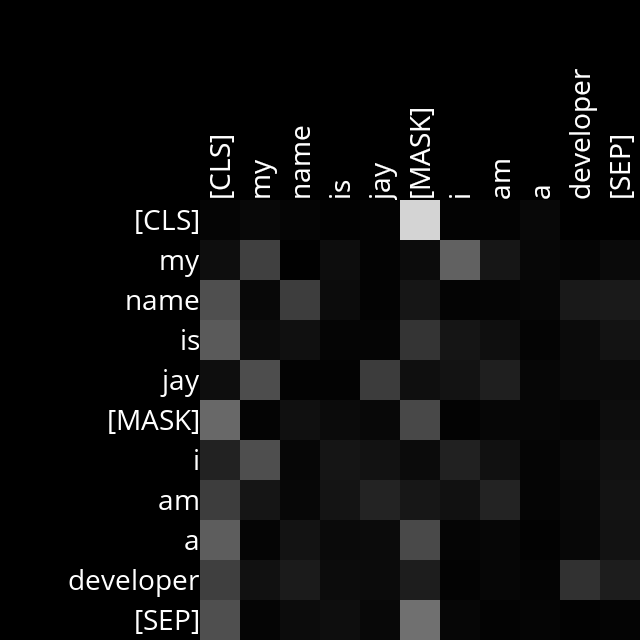 [CLS] my name is jay [MASK] i am a developer [SEP]
[CLS]
my
name
is
jay
[MASK]
i
am
a
developer
[SEP]